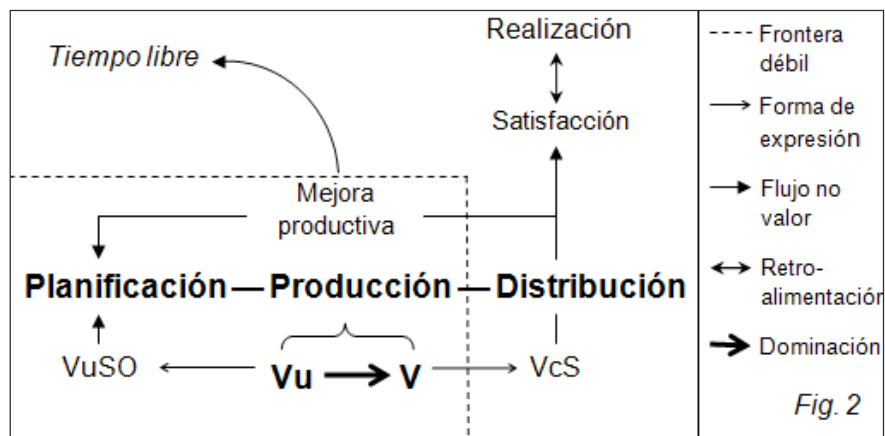 Realización
Tiempo libre
Satisfacción
Mejora
productiva
Planificación — Producción — Distribución
VuSO
Vu
V
VcS
Frontera
débil
Forma de
expresión
Flujo no
valor
Retro-
alimentación
Dominación
Fig. 2